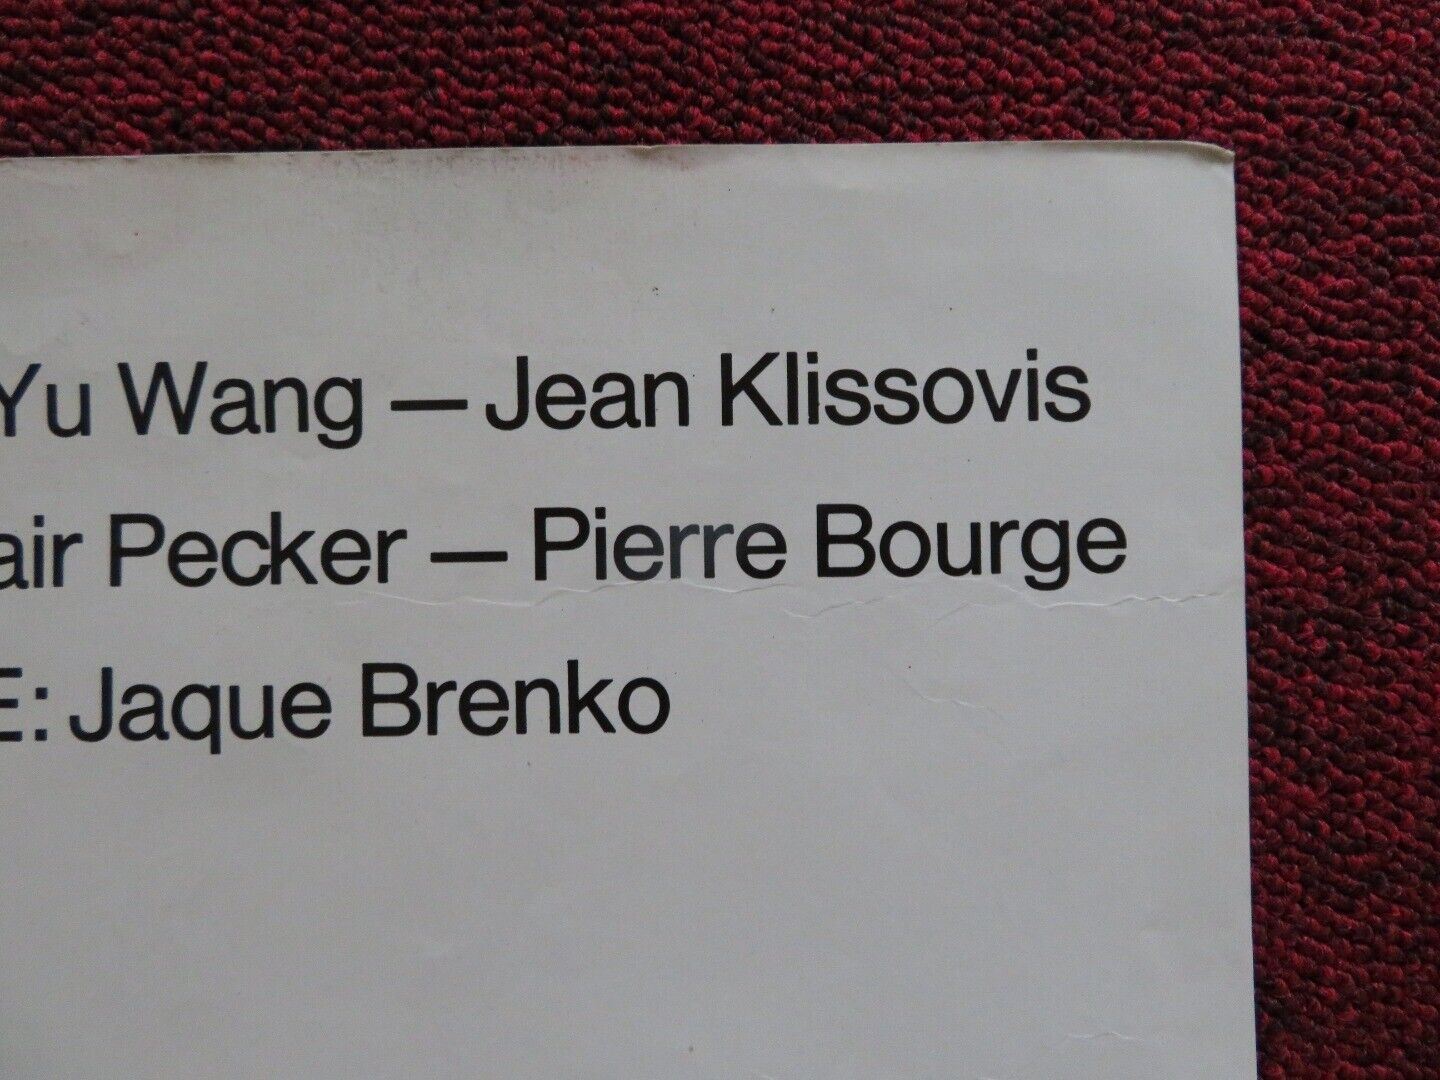 Yu Wang — Jean Klissovis
air Pecker — Pierre Bourge
E: Jaque Brenko